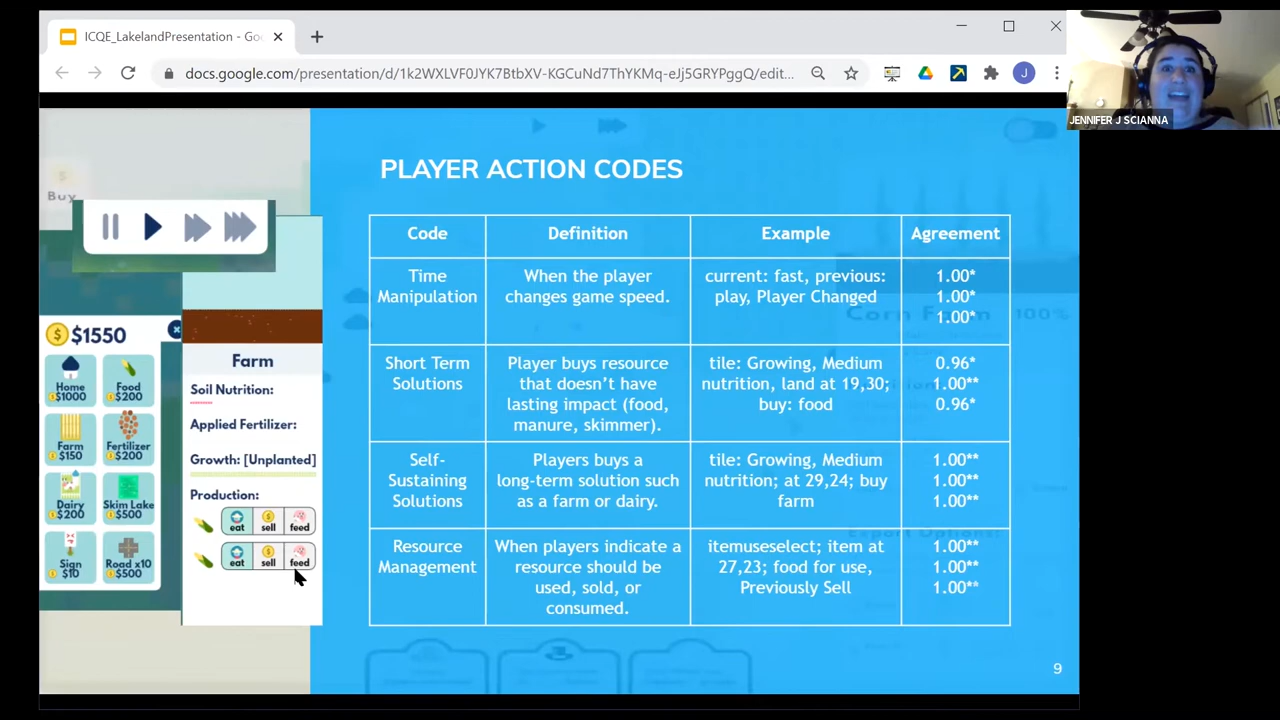 ICQE_LakelandPresentation - Goo
docs.google.com/presentation/d/1k2WXLVF0JYK7BtbXV-KGCuNd7ThYKMq-eJj5GRYPggQ/edit...
J
JENNIFER J SCIANNA
Buy
$1550
Home
$1000
Food
$200
Farm
$150
Fertilizer
$200
Dairy
$200
Skim Lake
$500
Sign
$10
Road x10
$500
Farm
Soil Nutrition:
Applied Fertilizer:
Growth: [Unplanted]
Production:
eat sell feed
eat sell feed
PLAYER ACTION CODES
Code Definition Example Agreement
Time
Manipulation
When the player
changes game speed.
current: fast, previous:
play, Player Changed
1.00*
1.00*
1.00*
Short Term
Solutions
Player buys resource
that doesn't have
lasting impact (food,
manure, skimmer).
tile: Growing, Medium
nutrition, land at 19,30;
buy: food
0.96*
1.00**
0.96*
Self-
Sustaining
Solutions
Players buys a
long-term solution such
as a farm or dairy.
tile: Growing, Medium
nutrition; at 29,24; buy
farm
1.00**
1.00**
1.00**
Resource
Management
When players indicate a
resource should be
used, sold, or
consumed.
itemuseselect; item at
27,23; food for use,
Previously Sell
1.00**
1.00**
1.00**
Corn Farm 100%
9